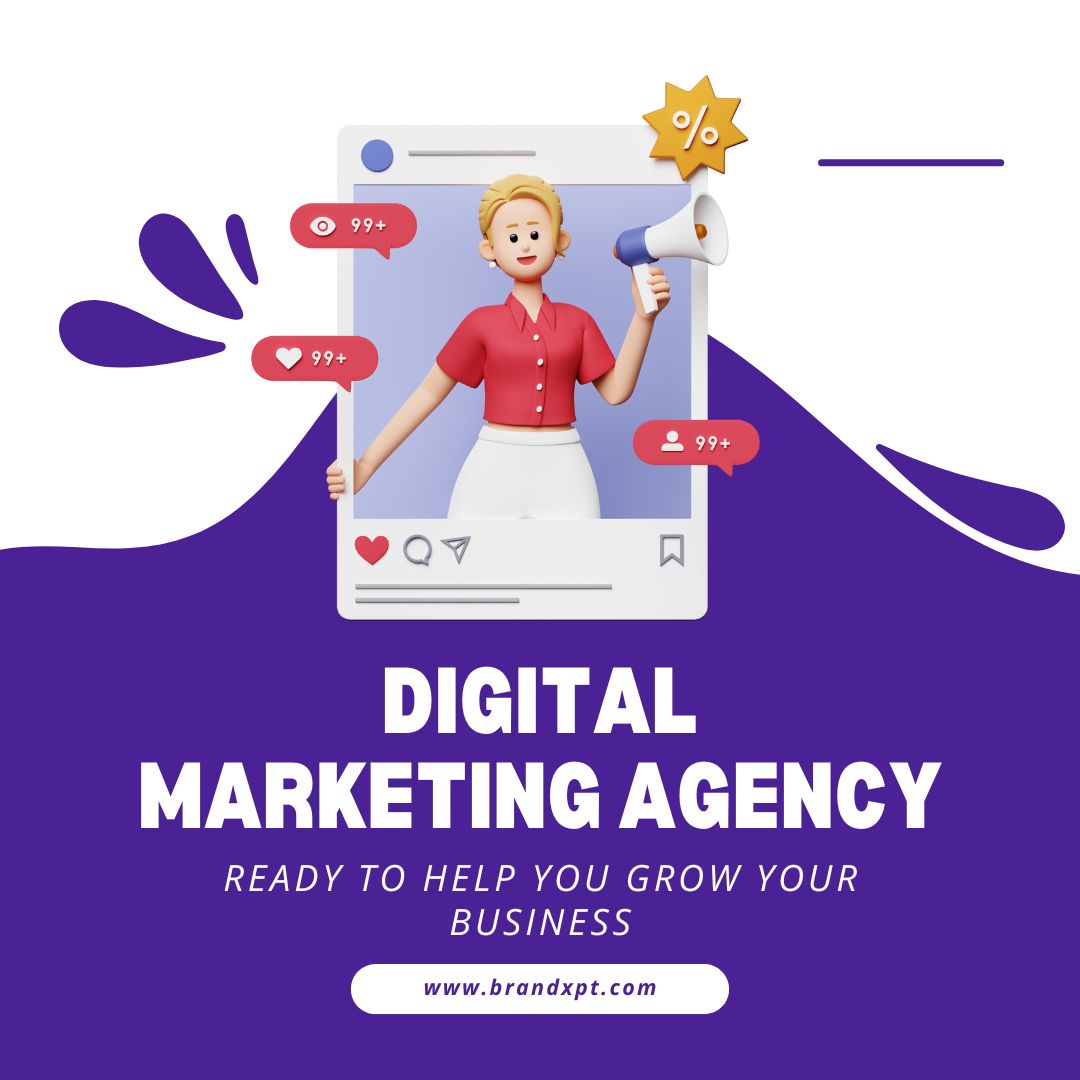 %
99+
99+
99+
DIGITAL
MARKETING AGENCY
READY TO HELP YOU GROW YOUR
BUSINESS
www.brandxpt.com